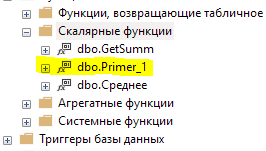 Функции, возвращающие табличное
Скалярные функции
dbo.GetSumm
dbo.Primer_1
dbo.Среднее
Агрегатные функции
Системные функции
Триггеры базы данных